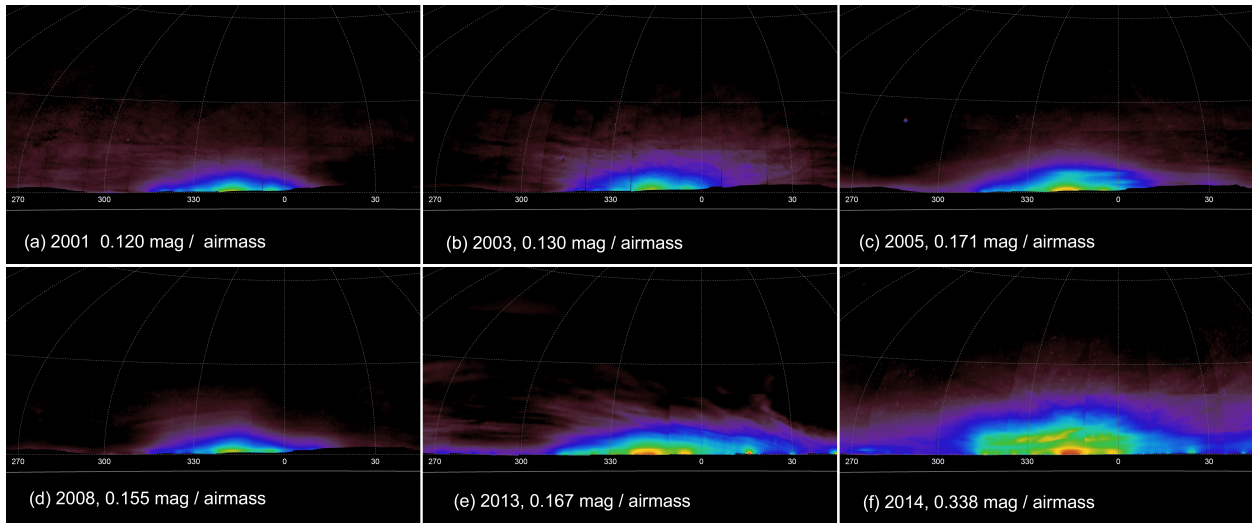 270 300 330 0 30
270 300 330 0 30
270 300 330 0 30
(a) 2001 0.120 mag / airmass
(b) 2003, 0.130 mag / airmass
(c) 2005, 0.171 mag / airmass
270 300 330 0 30
270 300 330 0 30
270 300 330 0 30
(d) 2008, 0.155 mag / airmass
(e) 2013, 0.167 mag / airmass
(f) 2014, 0.338 mag / airmass